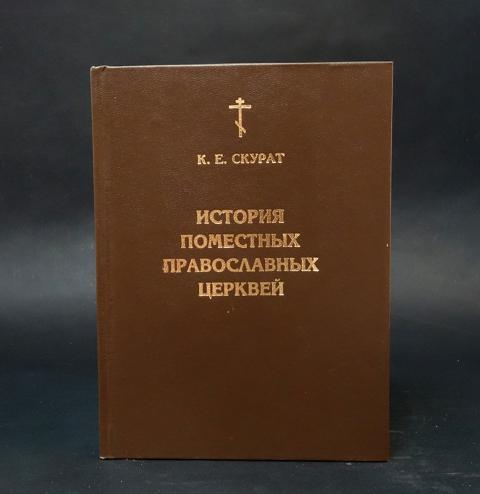 К. Е. СКУРАТ
ИСТОРИЯ
ПОМЕСТНЫХ
ПРАВОСЛАВНЫХ
ЦЕРКВЕЙ